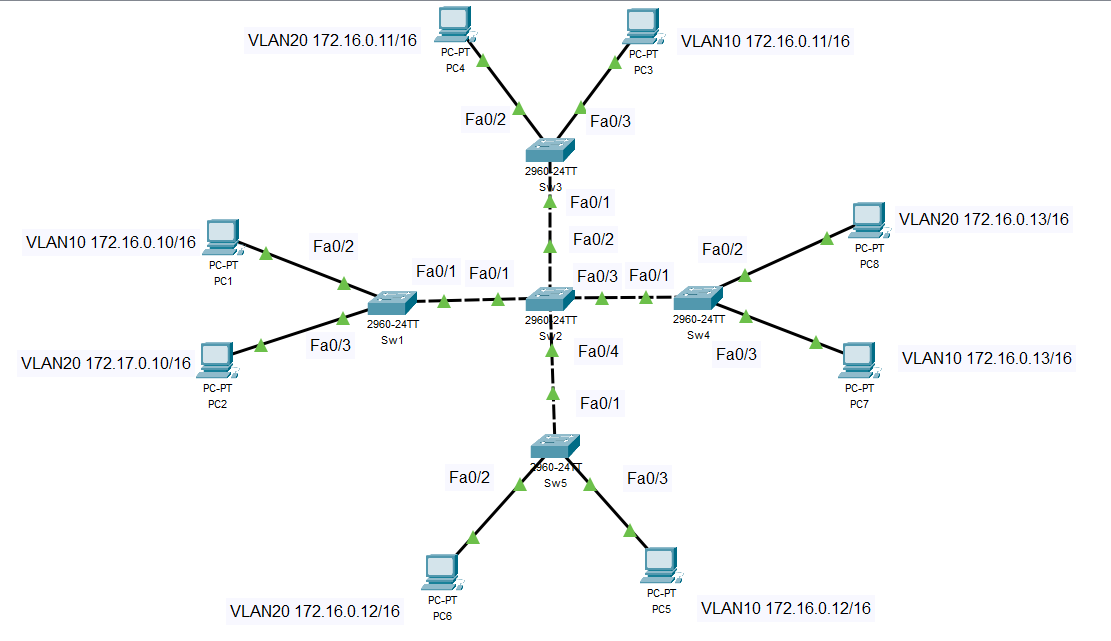 VLAN20 172.16.0.11/16
PC-PT
PC4
VLAN10 172.16.0.11/16
PC-PT
PC3
Fa0/2
Fa0/3
2960-24TT
Sw3
Fa0/1
Fa0/2
VLAN10 172.16.0.10/16
PC-PT
PC1
Fa0/2
VLAN20 172.17.0.10/16
PC-PT
PC2
Fa0/3
2960-24TT
Sw1
Fa0/1
Fa0/1
2960-24TT
Sw2
Fa0/3
Fa0/1
2960-24TT
Sw4
Fa0/2
VLAN20 172.16.0.13/16
PC-PT
PC8
Fa0/3
VLAN10 172.16.0.13/16
PC-PT
PC7
Fa0/4
Fa0/1
2960-24TT
Sw5
Fa0/2
Fa0/3
VLAN20 172.16.0.12/16
PC-PT
PC6
PC-PT
PC5
VLAN10 172.16.0.12/16